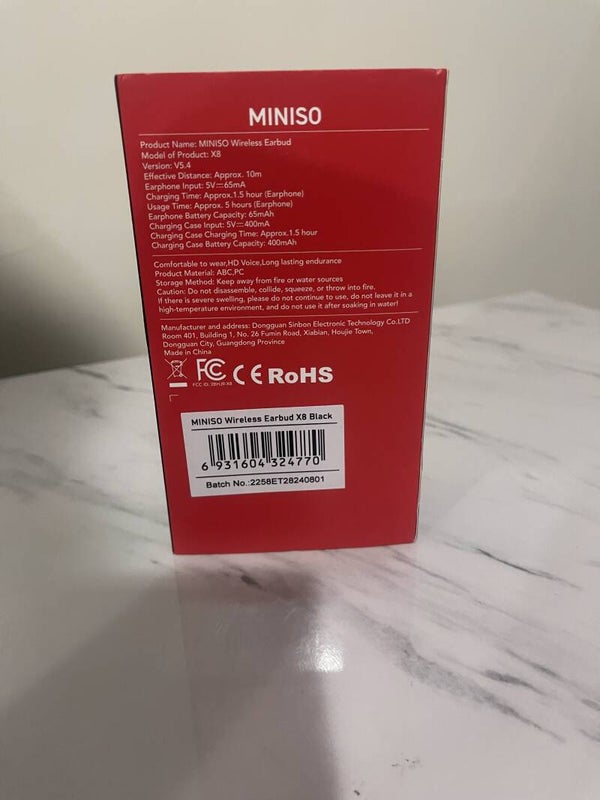 MINISO
Product Name: MINISO Wireless Earbud
Model of Product: X8
Version: V5.4
Effective Distance: Approx. 10m
Earphone Input: 5V⎓65mA
Charging Time: Approx.1.5 hour (Earphone)
Usage Time: Approx. 5 hours (Earphone)
Earphone Battery Capacity: 65mAh
Charging Case Input: 5V⎓400mA
Charging Case Charging Time: Approx.1.5 hour
Charging Case Battery Capacity: 400mAh
Comfortable to wear,HD Voice,Long lasting endurance
Product Material: ABC,PC
Storage Method: Keep away from fire or water sources
Caution: Do not disassemble, collide, squeeze, or throw into fire.
If there is severe swelling, please do not continue to use, do not leave it in a
high-temperature environment, and do not use it after soaking in water!
Manufacturer and address: Dongguan Sinbon Electronic Technology Co.LTD
Room 401, Building 1, No. 26 Fumin Road, Xiabian, Houjie Town,
Dongguan City, Guangdong Province
Made in China
FC CE RoHS
FCC ID: 2BHJR-X8
MINISO Wireless Earbud X8 Black
6 931604 324770
Batch No.:2258ET28240801